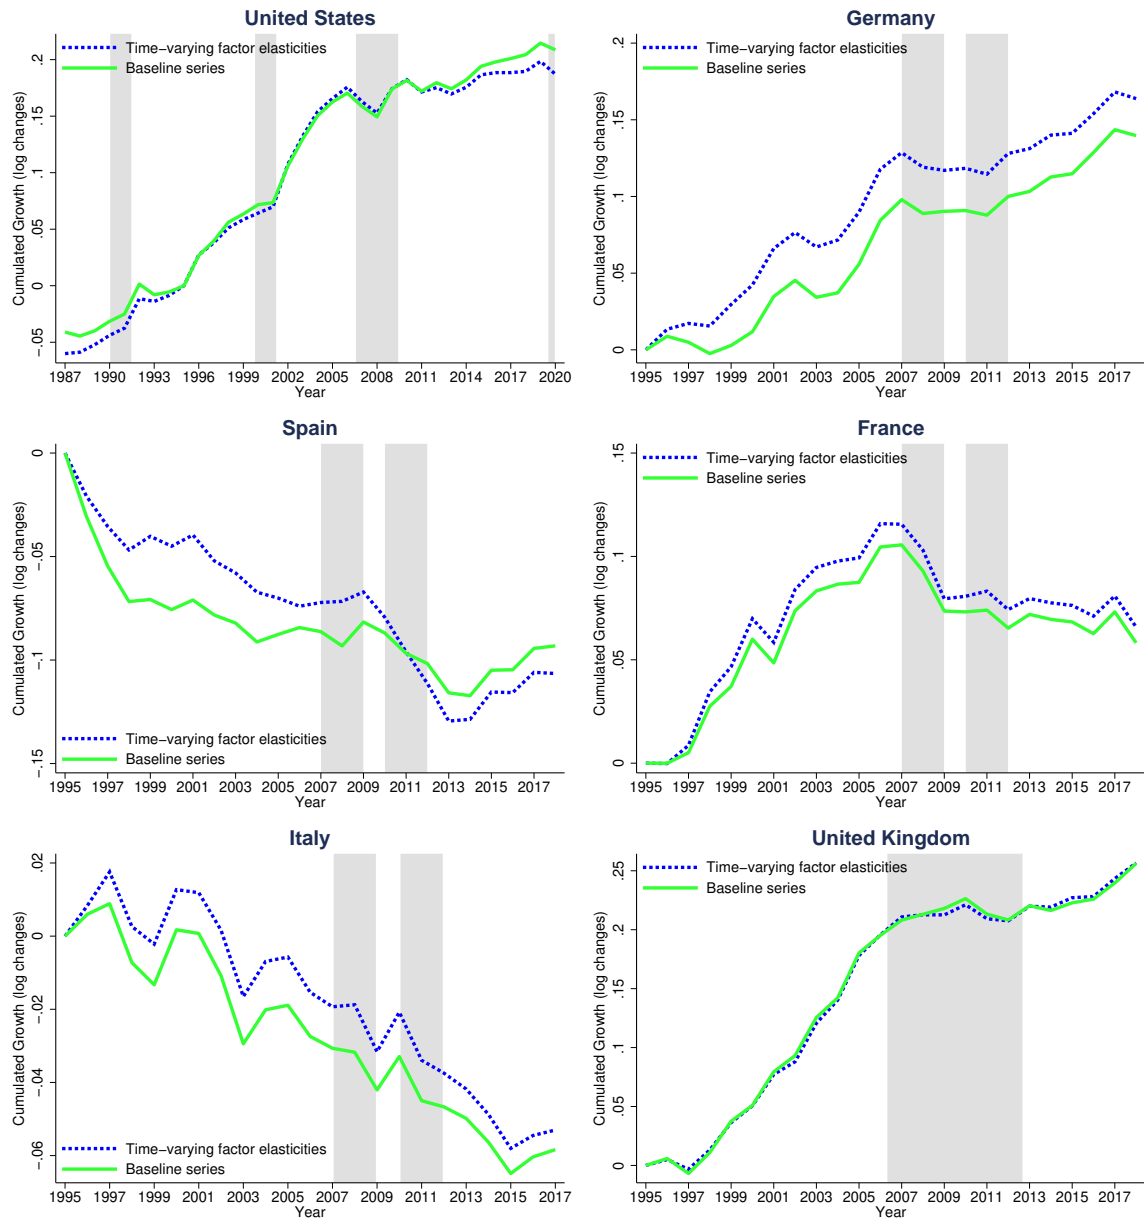 United States
Time-varying factor elasticities
Baseline series
Cumulated Growth (log changes)
-.05 0 .05 .1 .15 .2
1987 1990 1993 1996 1999 2002 2005 2008 2011 2014 2017 2020
Year
Germany
Time-varying factor elasticities
Baseline series
Cumulated Growth (log changes)
0 .05 .1 .15 .2
1995 1997 1999 2001 2003 2005 2007 2009 2011 2013 2015 2017
Year
Spain
Time-varying factor elasticities
Baseline series
Cumulated Growth (log changes)
-.15 -.1 -.05 0
1995 1997 1999 2001 2003 2005 2007 2009 2011 2013 2015 2017
Year
France
Time-varying factor elasticities
Baseline series
Cumulated Growth (log changes)
0 .05 .1 .15
1995 1997 1999 2001 2003 2005 2007 2009 2011 2013 2015 2017
Year
Italy
Time-varying factor elasticities
Baseline series
Cumulated Growth (log changes)
-.06 -.04 -.02 0 .02
1995 1997 1999 2001 2003 2005 2007 2009 2011 2013 2015 2017
Year
United Kingdom
Time-varying factor elasticities
Baseline series
Cumulated Growth (log changes)
0 .05 .1 .15 .2 .25
1995 1997 1999 2001 2003 2005 2007 2009 2011 2013 2015 2017
Year